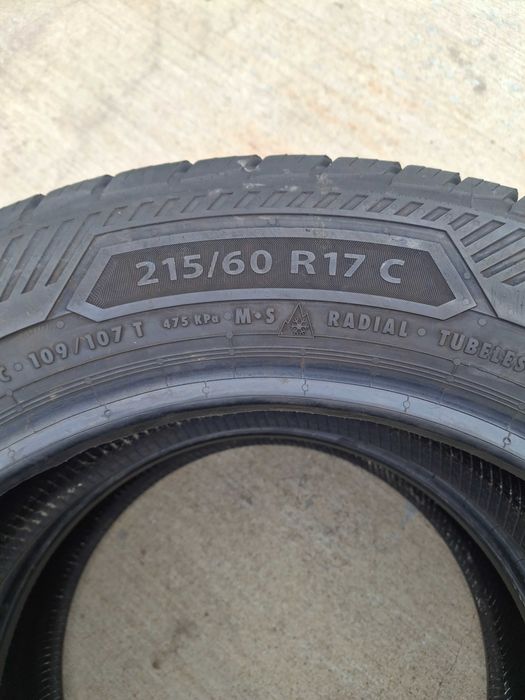 215/60 R17 C
C · 109/107 T 475 KPa · M·S RADIAL · TUBELES